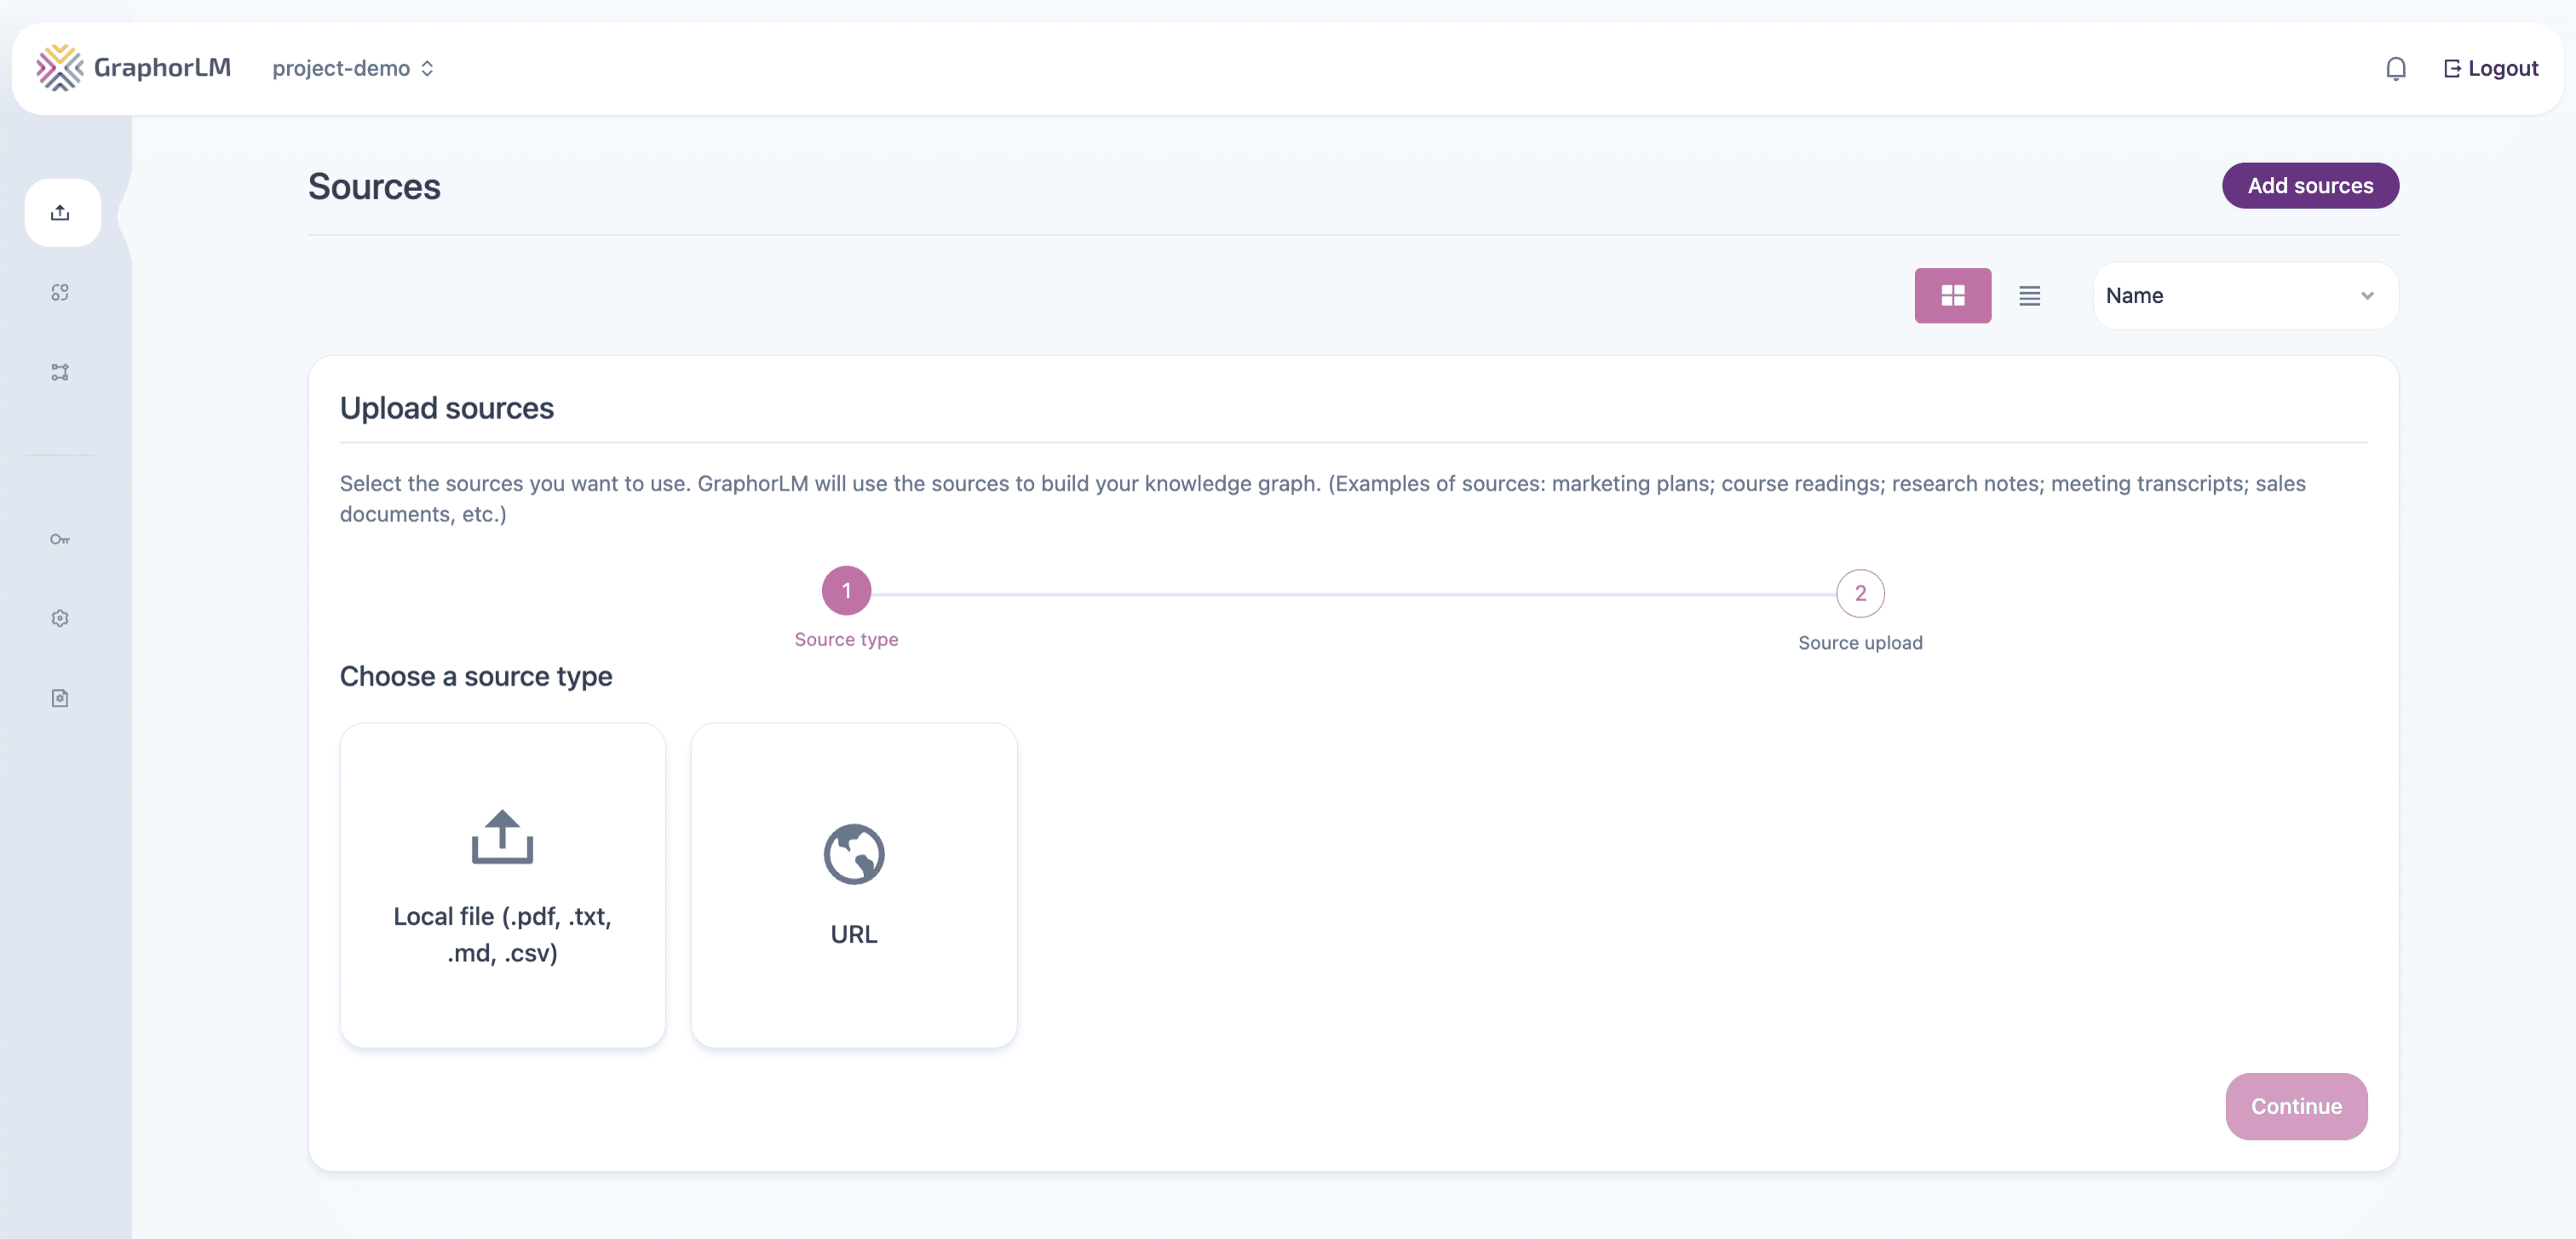 GraphorLM
project-demo
Logout
Sources
Add sources
Name
Upload sources
Select the sources you want to use. GraphorLM will use the sources to build your knowledge graph. (Examples of sources: marketing plans; course readings; research notes; meeting transcripts; sales
documents, etc.)
1
2
Source type
Source upload
Choose a source type
Local file (.pdf, .txt,
.md, .csv)
URL
Continue